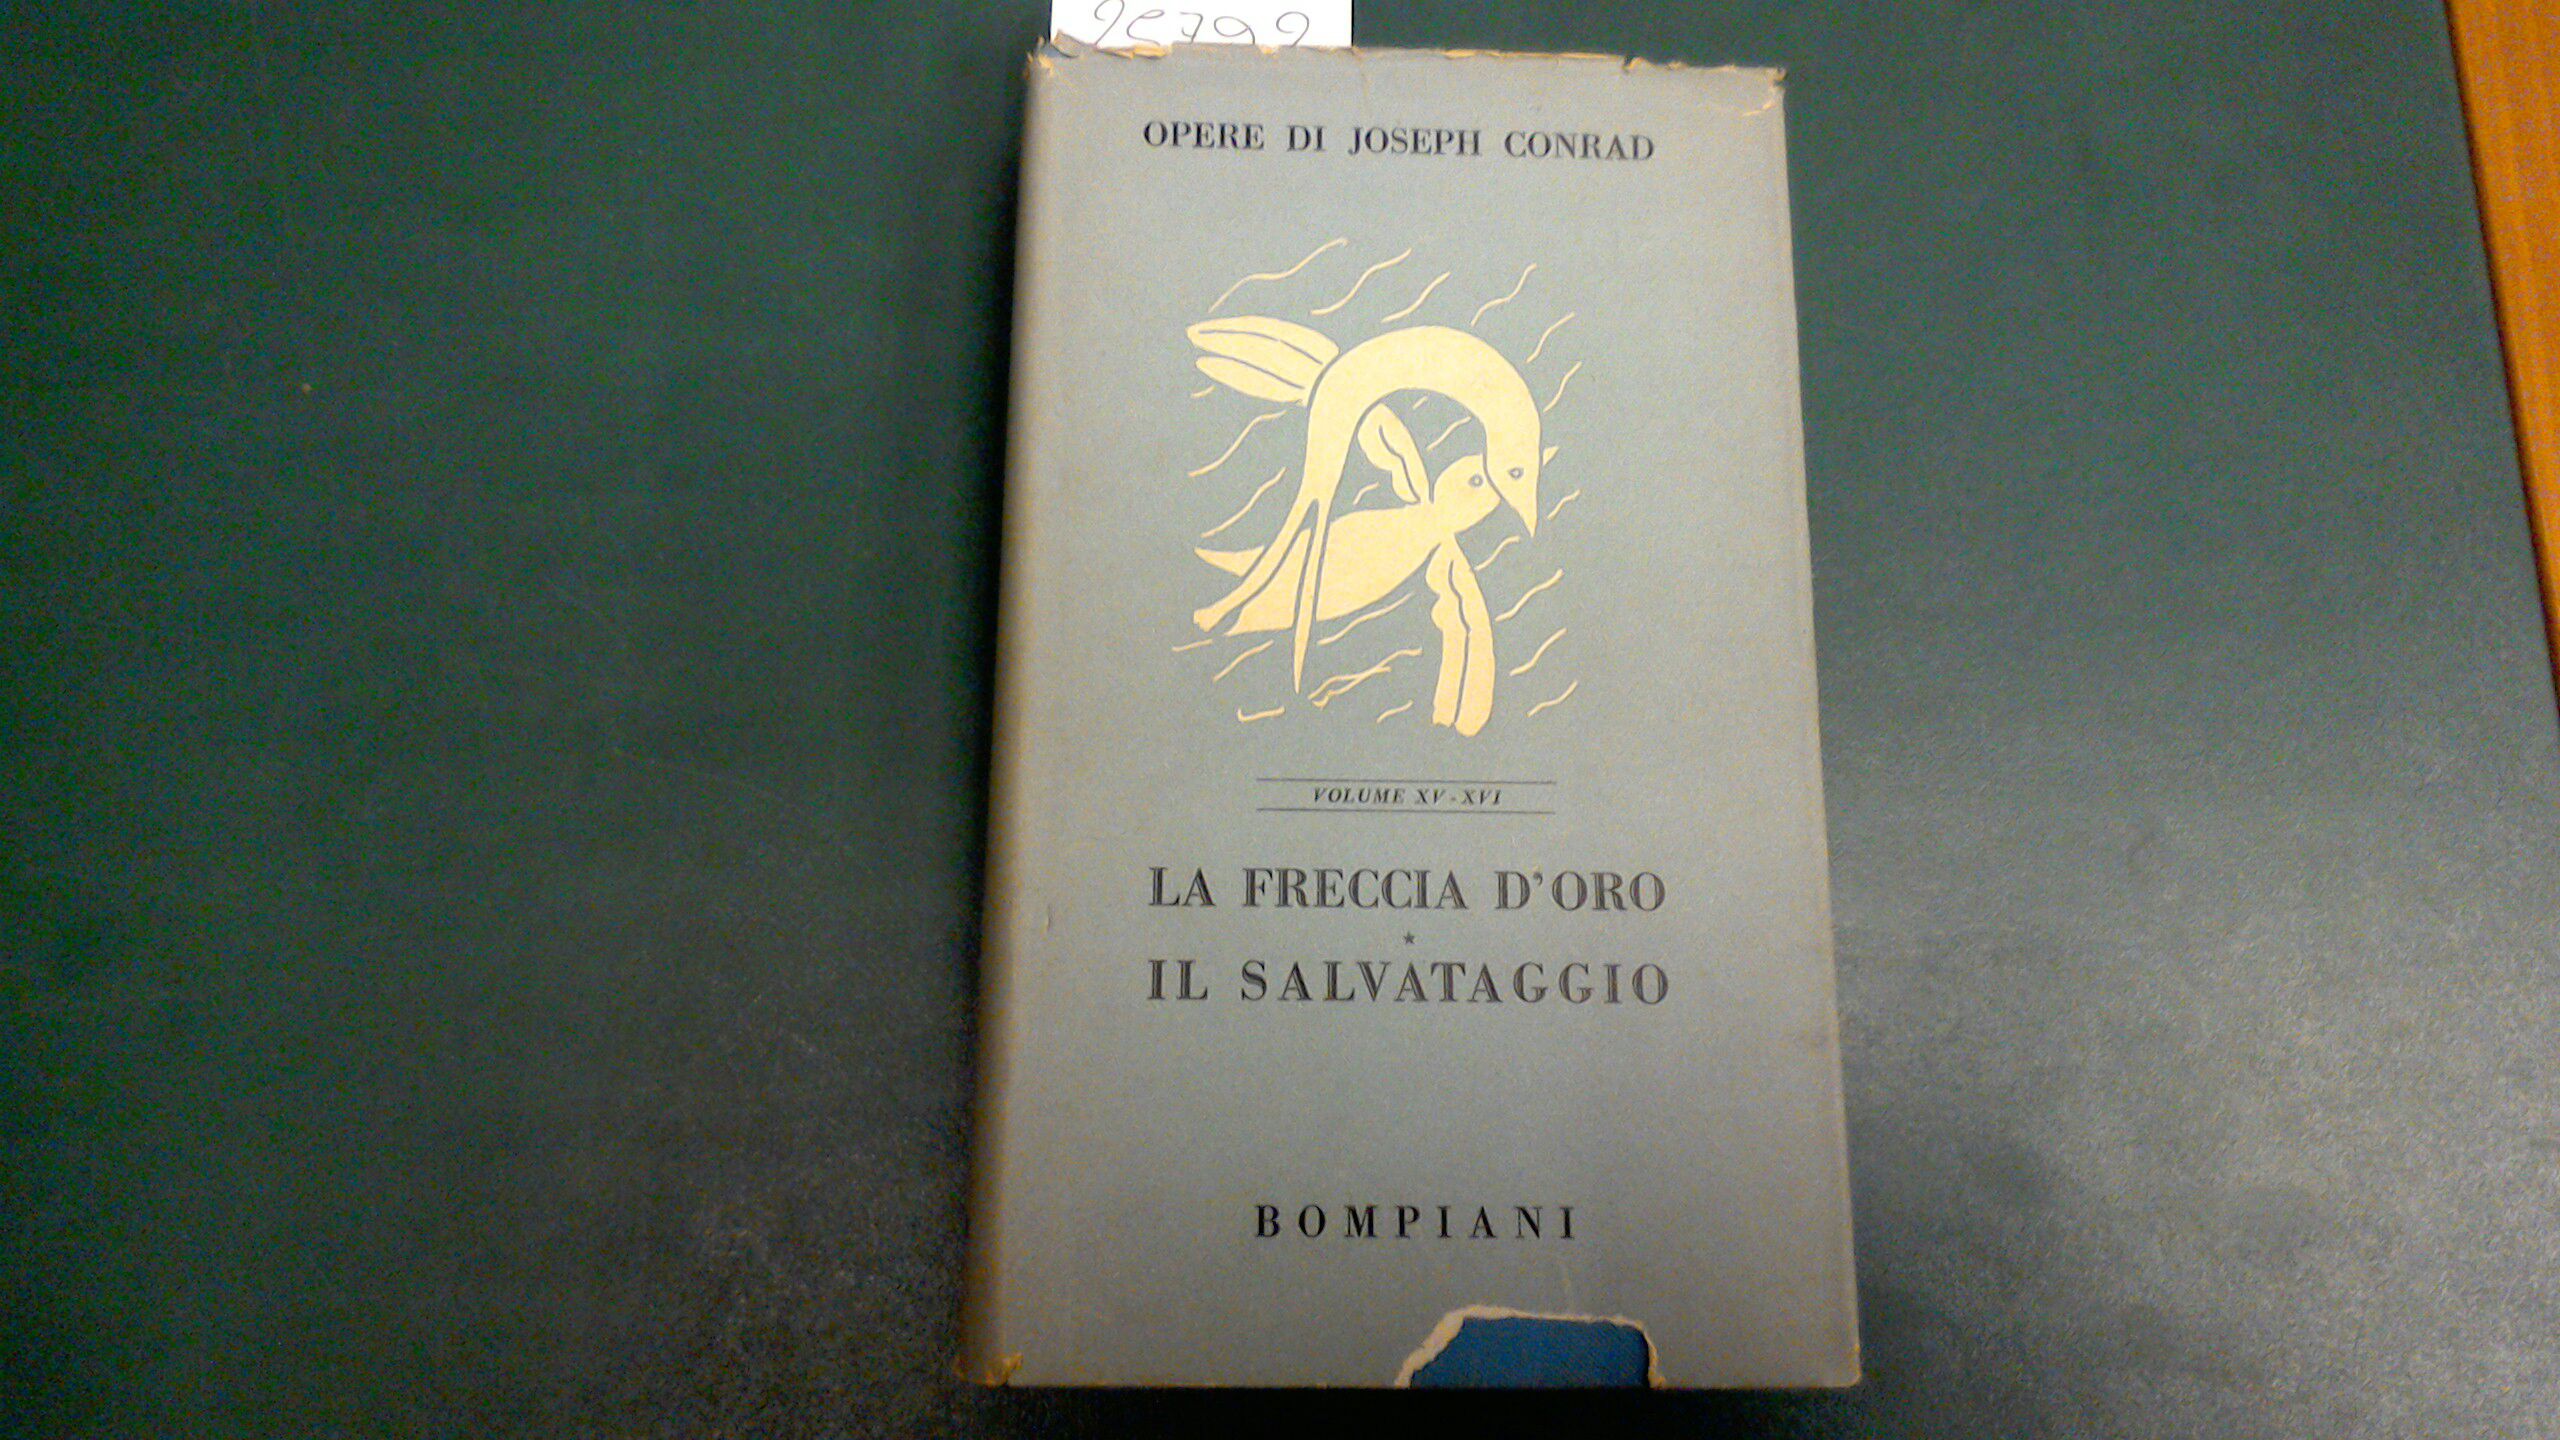 OPERE DI JOSEPH CONRAD
VOLUME XV - XVI
LA FRECCIA D'ORO
★
IL SALVATAGGIO
BOMPIANI